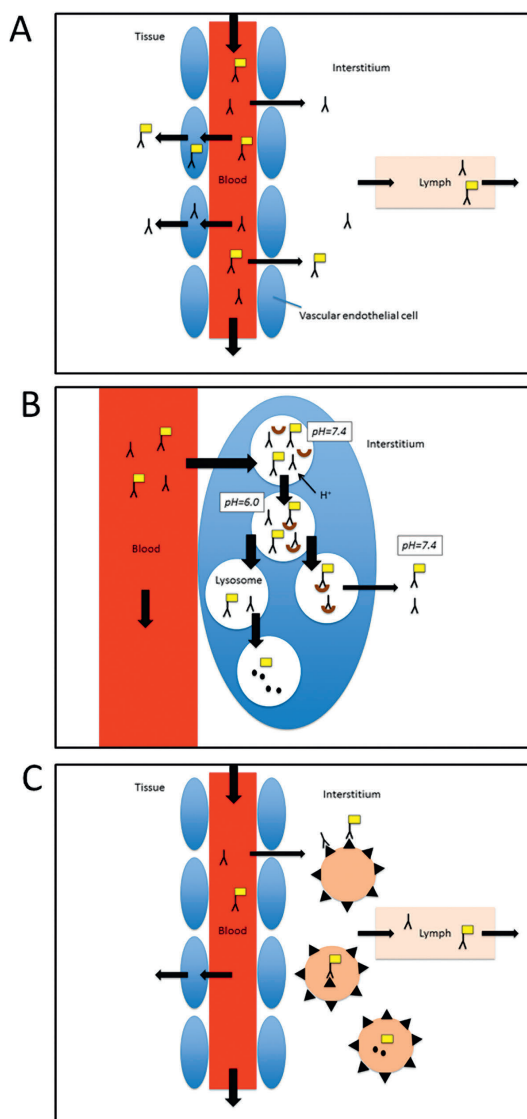 A
Tissue
Interstitium
Blood
Lymph
Vascular endothelial cell
B
pH=7.4
Interstitium
H⁺
pH=6.0
Blood
pH=7.4
Lysosome
C
Tissue
Interstitium
Blood
Lymph